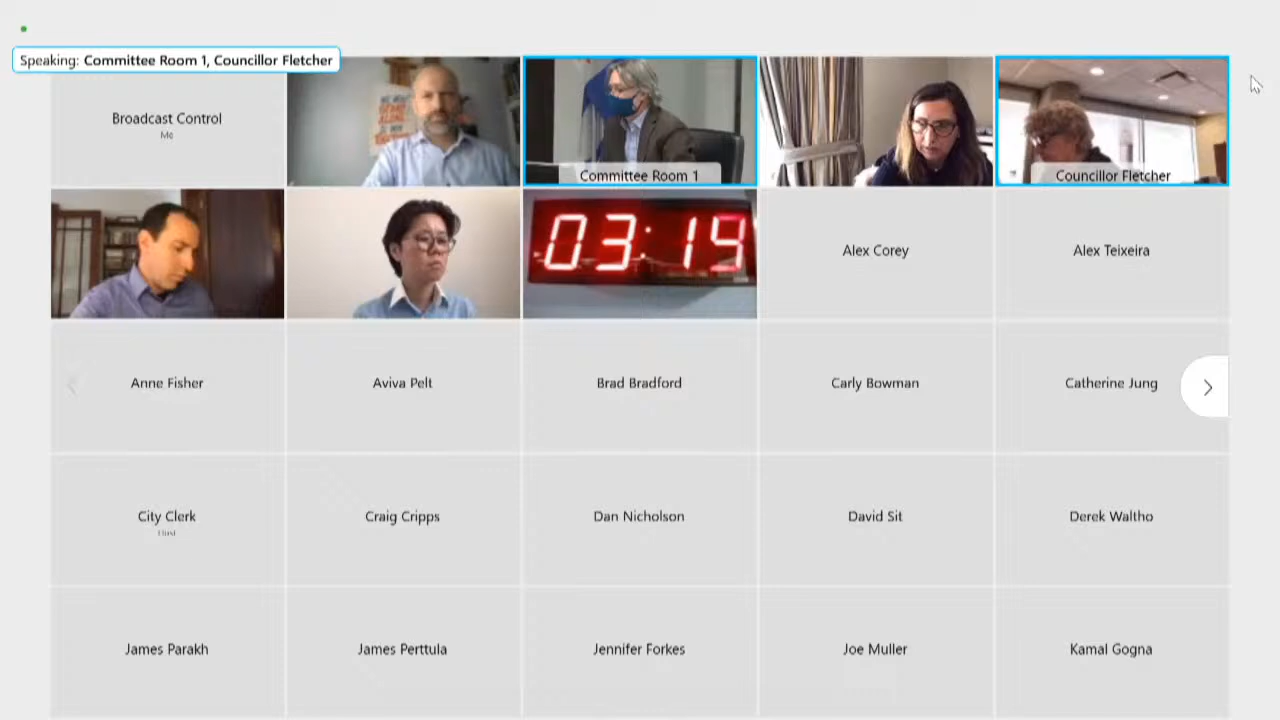 Speaking: Committee Room 1, Councillor Fletcher
Broadcast Control
Me
Committee Room 1
Councillor Fletcher
03:19
Alex Corey
Alex Teixeira
Anne Fisher
Aviva Pelt
Brad Bradford
Carly Bowman
Catherine Jung
City Clerk
Host
Craig Cripps
Dan Nicholson
David Sit
Derek Waltho
James Parakh
James Perttula
Jennifer Forkes
Joe Muller
Kamal Gogna